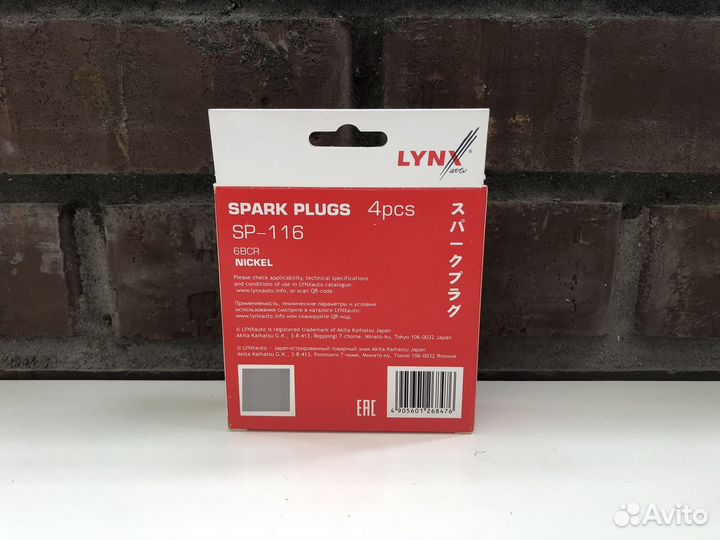 LYNX®
auto
SPARK PLUGS 4pcs
SP-116
6BCR
NICKEL
スパークプラグ
Please check applicability, technical specifications
and conditions of use in LYNXauto catalogue:
www.lynxauto.info, or scan QR-code.
Применяемость, технические параметры и условия
использования смотрите в каталоге LYNXauto:
www.lynxauto.info или сканируйте QR-код.
© LYNXauto is registered trademark of Akita Kaihatsu Japan
Akita Kaihatsu G.K., 3-8-413, Roppongi 7-chome, Minato-ku, Tokyo 106-0032 Japan
© LYNXauto - зарегистрированный товарный знак Akita Kaihatsu Japan
Akita Kaihatsu G.K., 3-8-413, Роппонги 7-чоме, Минато-ку, Токио 106-0032 Япония
EAC
4 905601 268476
Avito